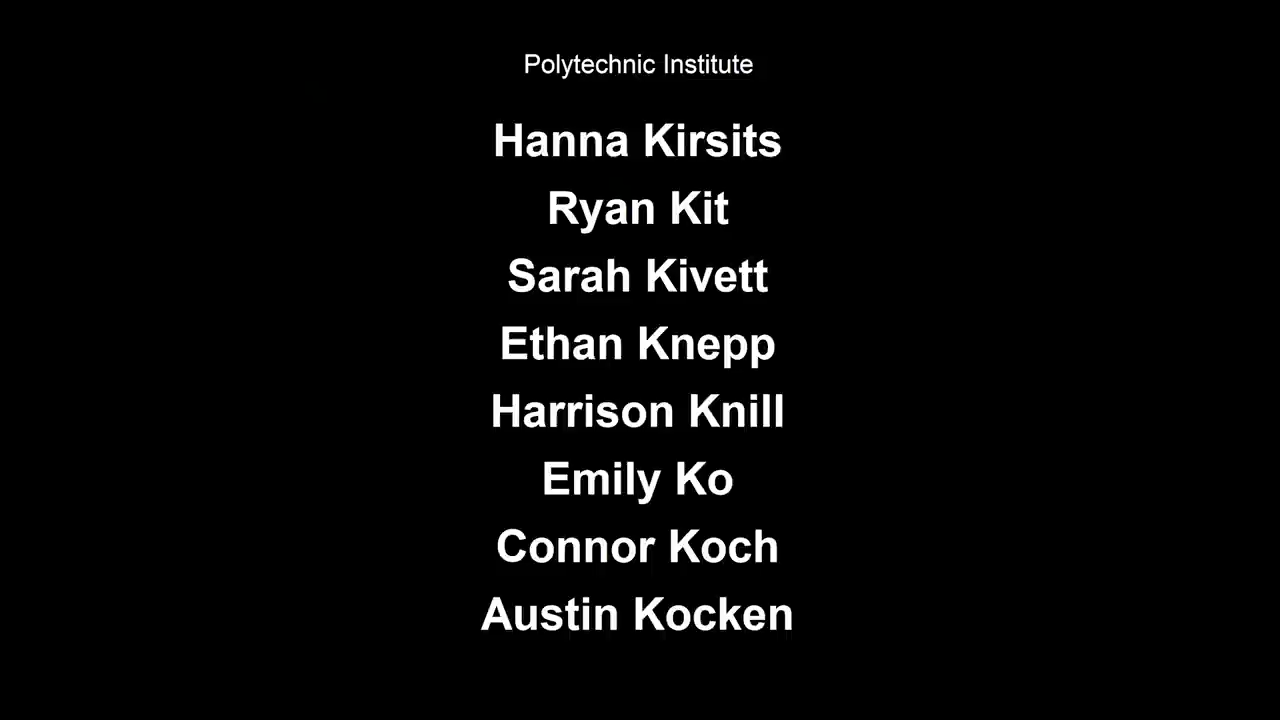 Polytechnic Institute
Hanna Kirsits
Ryan Kit
Sarah Kivett
Ethan Knepp
Harrison Knill
Emily Ko
Connor Koch
Austin Kocken